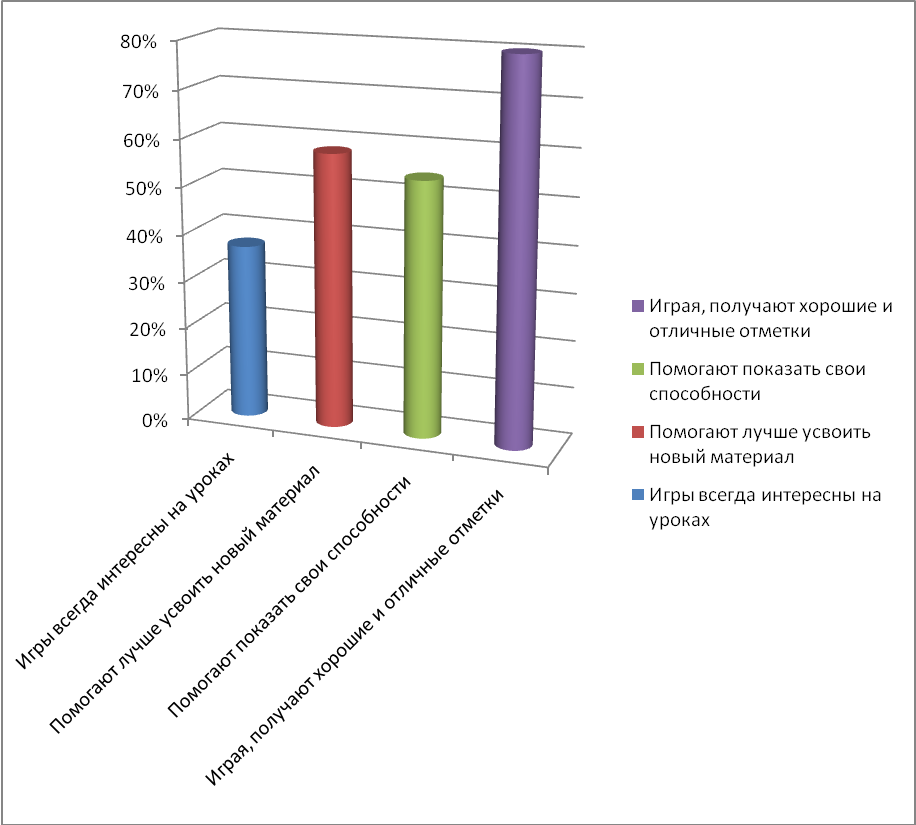 80%
70%
60%
50%
40%
30%
20%
10%
0%
Игры всегда интересны на уроках
Помогают лучше усвоить новый материал
Помогают показать свои способности
Играя, получают хорошие и отличные отметки
Играя, получают хорошие и
отличные отметки
Помогают показать свои
способности
Помогают лучше усвоить
новый материал
Игры всегда интересны на
уроках